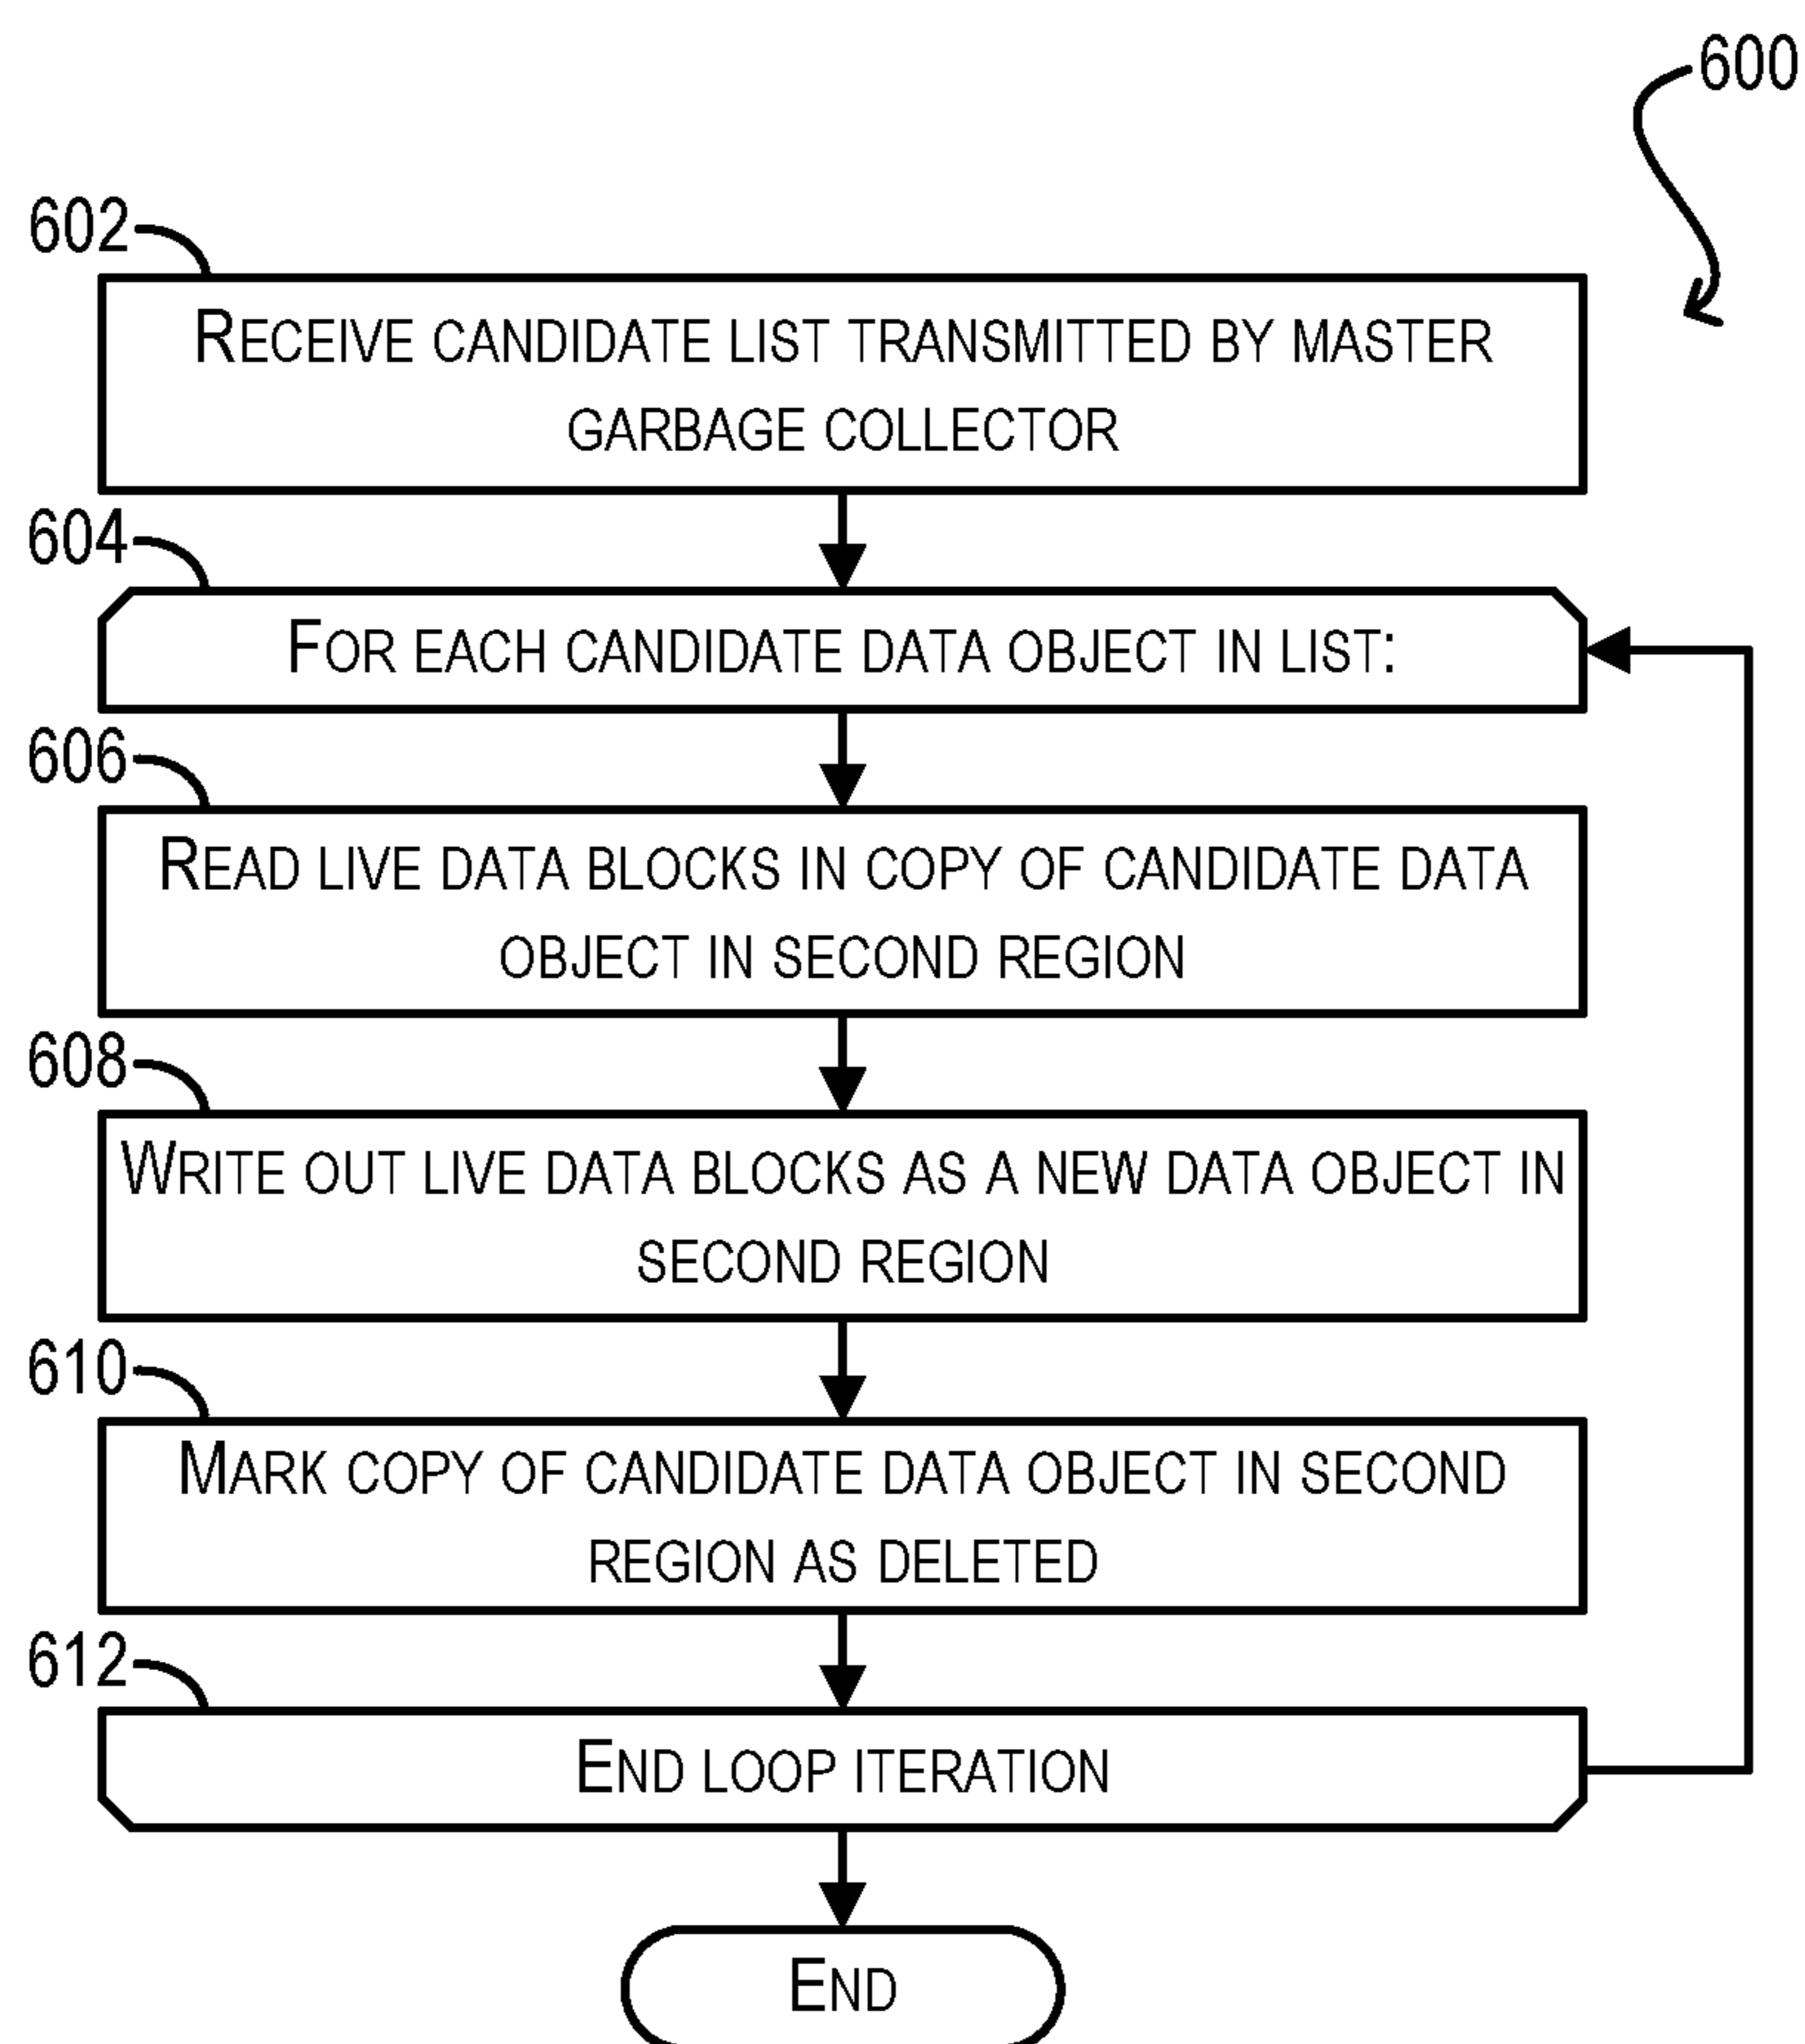 600
602
RECEIVE CANDIDATE LIST TRANSMITTED BY MASTER
GARBAGE COLLECTOR
604
FOR EACH CANDIDATE DATA OBJECT IN LIST:
606
READ LIVE DATA BLOCKS IN COPY OF CANDIDATE DATA
OBJECT IN SECOND REGION
608
WRITE OUT LIVE DATA BLOCKS AS A NEW DATA OBJECT IN
SECOND REGION
610
MARK COPY OF CANDIDATE DATA OBJECT IN SECOND
REGION AS DELETED
612
END LOOP ITERATION
END